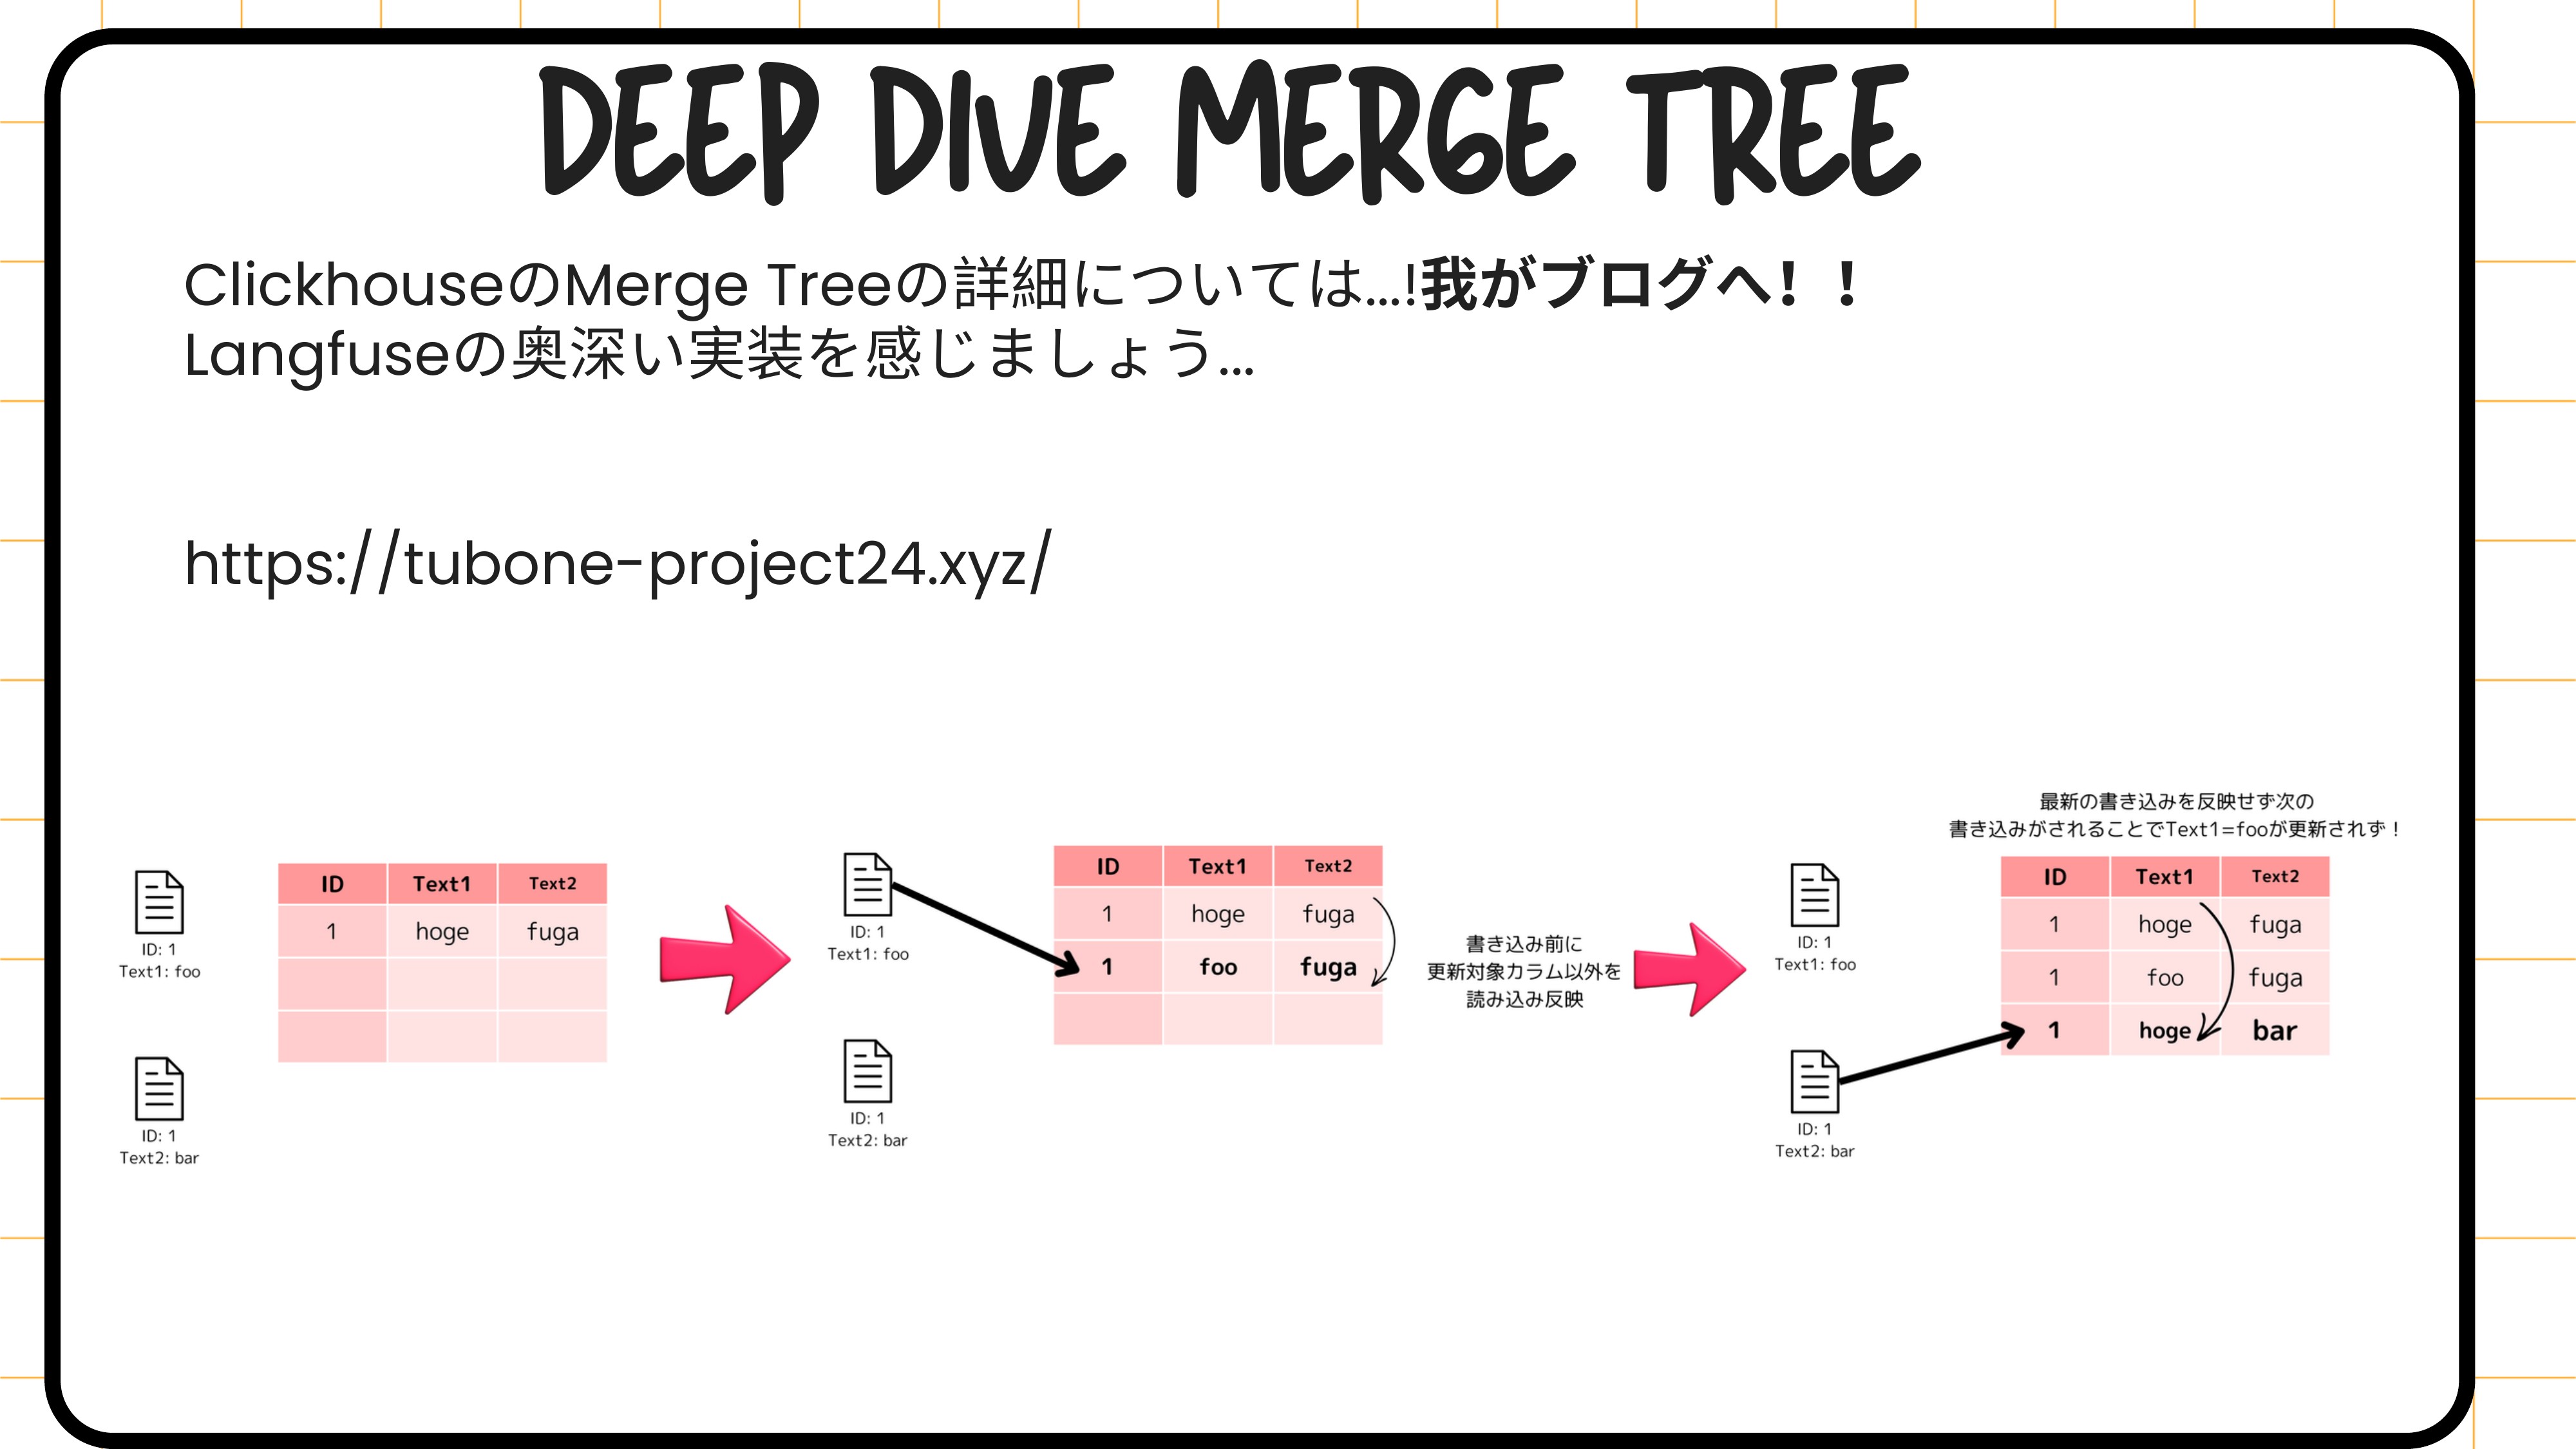 DEEP DIVE MERGE TREE
ClickhouseのMerge Treeの詳細については...!我がブログへ！！
Langfuseの奥深い実装を感じましょう...
https://tubone-project24.xyz/
ID: 1
Text1: foo
ID: 1
Text2: bar
ID Text1 Text2
1 hoge fuga
ID: 1
Text1: foo
ID: 1
Text2: bar
ID Text1 Text2
1 hoge fuga
1 foo fuga
書き込み前に
更新対象カラム以外を
読み込み反映
ID: 1
Text1: foo
ID: 1
Text2: bar
最新の書き込みを反映せず次の
書き込みがされることでText1=fooが更新されず！
ID Text1 Text2
1 hoge fuga
1 foo fuga
1 hoge bar